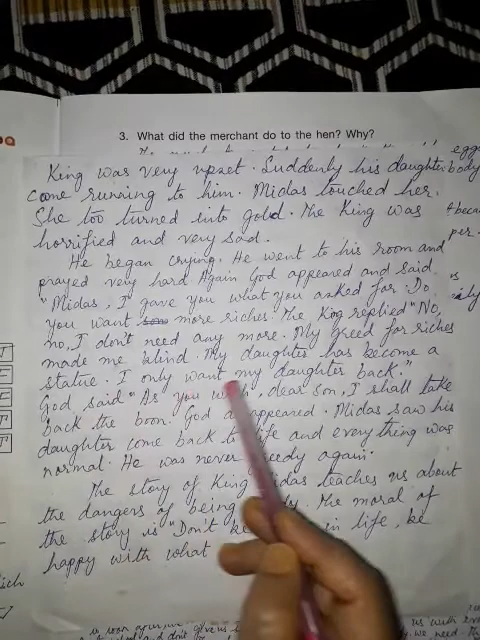 3. What did the merchant do to the hen? Why?
egg
King was very upset. Suddenly his daughter body
came running to him. Midas touched her.
She too turned into gold. The King was
horrified and very sad. per.
He began crying. He went to his room and
prayed very hard Again God appeared and said
"Midas, I gave you what you asked for. Do
you want more riches. The King replied "No,
no, I don't need any more. My greed for riches
made me blind. My daughter has become a
statue. I only want my daughter back."
God said "As you, dear son, I shall take
back the boon. God. Midas saw his
daughter come back to life and everything was
normal. He was never greedy again.
The story of King teaches us about
the dangers of being. The moral of
the story is "Don't in life, be
happy with what